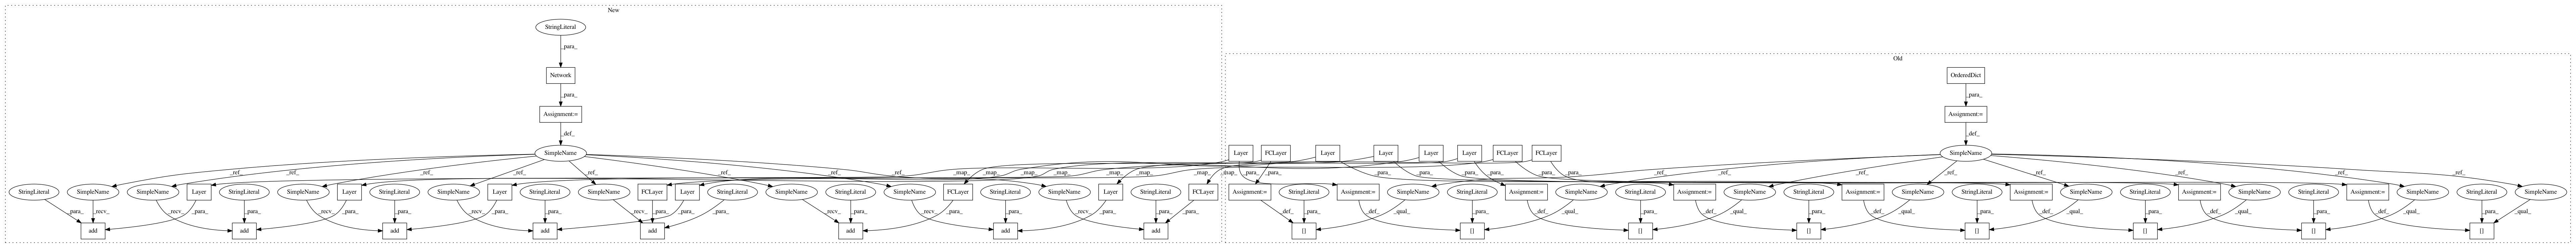 New
StringLiteral
_para_
Old
Network OrderedDict
_para_ _para_
Assignment:= Assignment:=
_def_ _def_
SimpleName Layer FCLayer Layer Layer Layer Layer FCLayer FCLayer SimpleName
_ref_ _ref_ _ref_ _ref_ _ref_ _ref_ _ref_ _ref_ _map_ _map_ _map_ _map_ _map_ _map_ _map_ _map_ _para_ _para_ _para_ _para_ _para_ _para_ _para_ _para_ _ref_ _ref_ _ref_ _ref_ _ref_ _ref_ _ref_ _ref_
StringLiteral SimpleName SimpleName Layer StringLiteral SimpleName Layer StringLiteral SimpleName Layer StringLiteral SimpleName FCLayer Layer StringLiteral SimpleName StringLiteral SimpleName FCLayer StringLiteral SimpleName Layer StringLiteral FCLayer Assignment:= StringLiteral Assignment:= SimpleName StringLiteral SimpleName Assignment:= StringLiteral Assignment:= SimpleName StringLiteral Assignment:= SimpleName StringLiteral Assignment:= SimpleName StringLiteral Assignment:= SimpleName StringLiteral Assignment:= SimpleName StringLiteral SimpleName
_para_ _recv_ _recv_ _para_ _para_ _recv_ _para_ _para_ _recv_ _para_ _para_ _recv_ _para_ _para_ _para_ _recv_ _para_ _recv_ _para_ _para_ _recv_ _para_ _para_ _para_ _def_ _para_ _def_ _qual_ _para_ _qual_ _def_ _para_ _def_ _qual_ _para_ _def_ _qual_ _para_ _def_ _qual_ _para_ _def_ _qual_ _para_ _def_ _qual_ _para_ _qual_
add add add add add add add add [] [] [] [] [] [] [] []